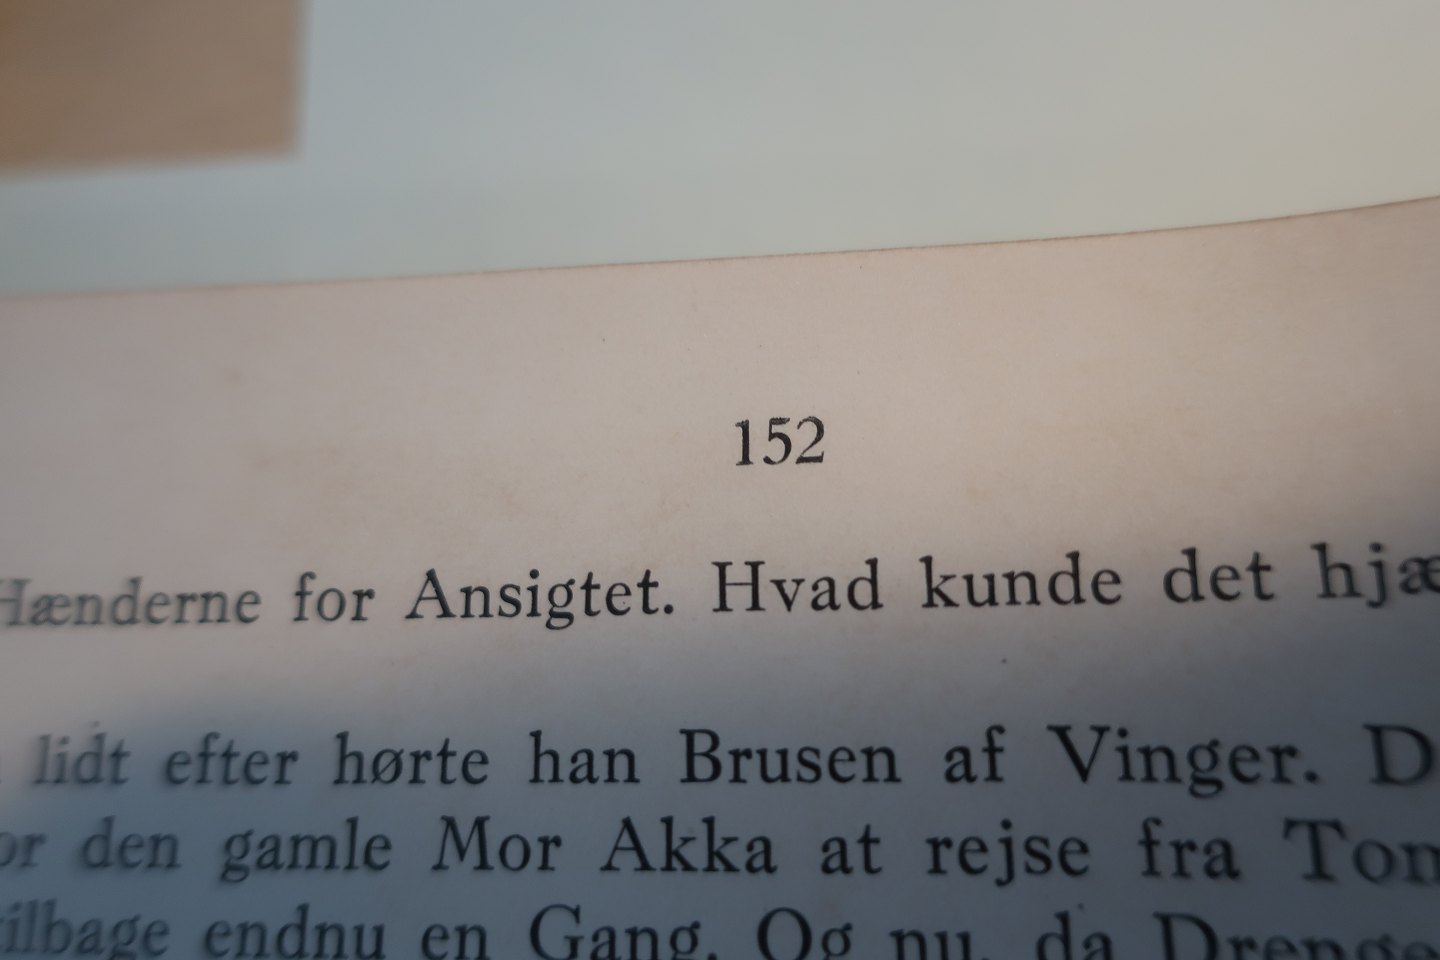 152
Hænderne for Ansigtet. Hvad kunde det
lidt efter hørte han Brusen af Vinger.
den gamle Mor Akka at rejse fra
tilbage endnu en Gang. Og nu, da